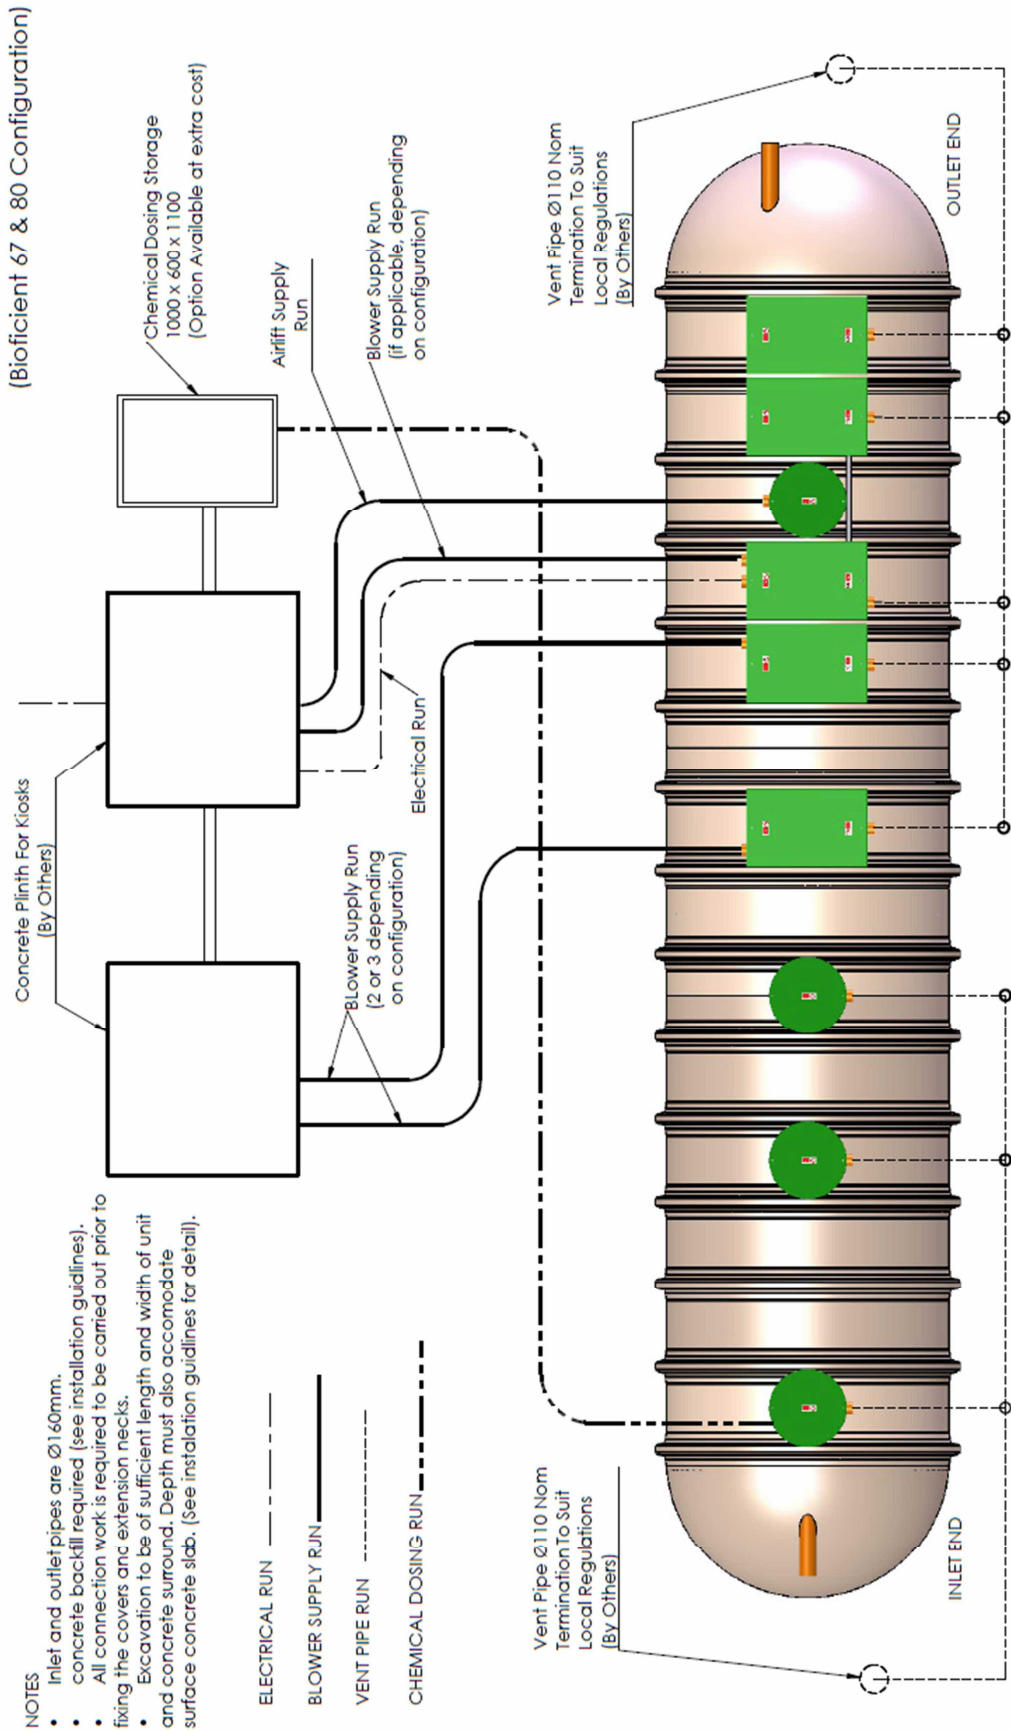 (Bioficient 67 & 80 Configuration)
NOTES
• Inlet and outlet pipes are Ø160mm.
• concrete backfill required (see installation guidlines).
• All connection work is required to be carried out prior to
fixing the covers and extension necks.
• Excavation to be of sufficient length and width of unit
and concrete surround. Depth must also accomodate
surface concrete slab. (See instalation guidlines for detail).
ELECTRICAL RUN
BLOWER SUPPLY RUN
VENT PIPE RUN
CHEMICAL DOSING RUN
Concrete Plinth For Kiosks
(By Others)
Chemical Dosing Storage
1000 x 600 x 1100
(Option Available at extra cost)
Airlift Supply
Run
Blower Supply Run
(if applicable, depending
on configuration)
Electrical Run
Blower Supply Run
(2 or 3 depending
on configuration)
Vent Pipe Ø110 Nom
Termination To Suit
Local Regulations
(By Others)
Vent Pipe Ø110 Nom
Termination To Suit
Local Regulations
(By Others)
INLET END
OUTLET END